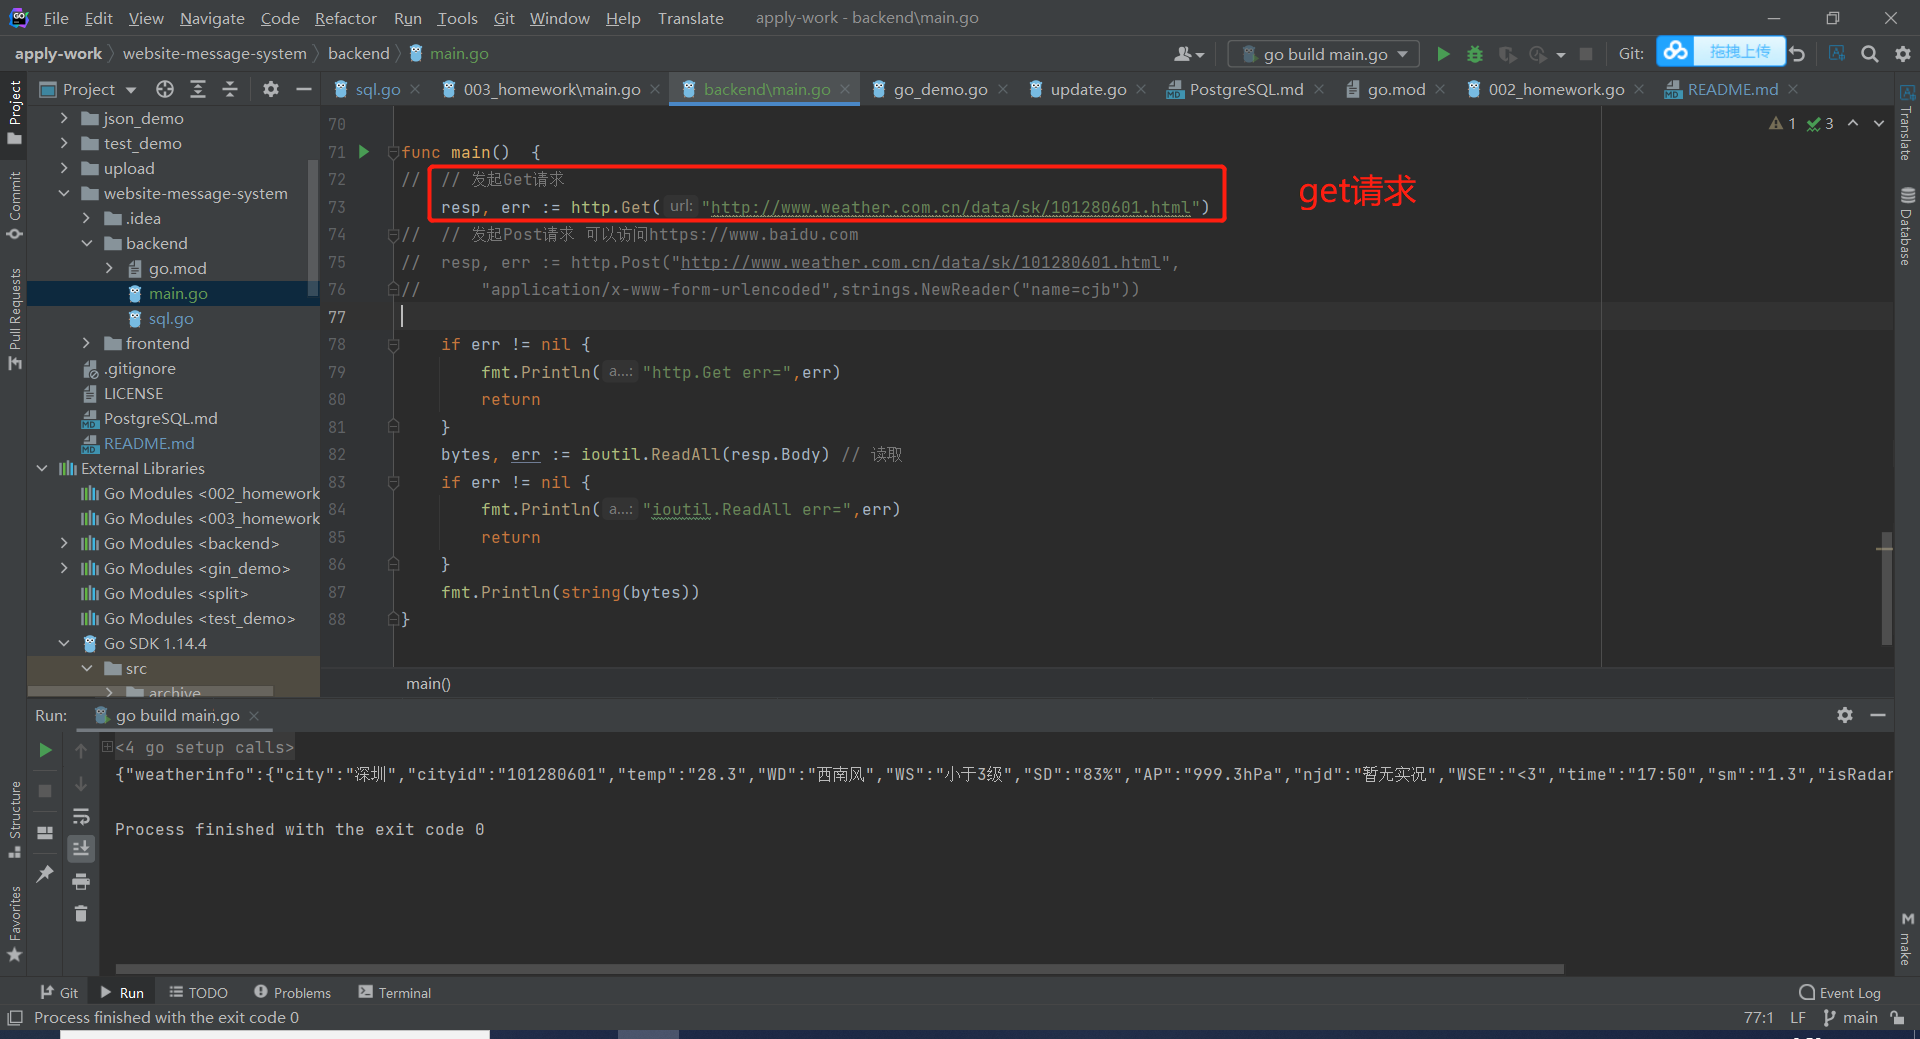 File Edit View Navigate Code Refactor Run Tools Git Window Help Translate apply-work - backend\main.go
apply-work website-message-system backend main.go go build main.go Git: 拖拽上传
Project sql.go 003_homework\main.go backend\main.go go_demo.go update.go PostgreSQL.md go.mod 002_homework.go README.md
Project
Commit
Pull Requests
Structure
Favorites
json_demo
test_demo
upload
website-message-system
.idea
backend
go.mod
main.go
sql.go
frontend
.gitignore
LICENSE
PostgreSQL.md
README.md
External Libraries
Go Modules <002_homework
Go Modules <003_homework
Go Modules <backend>
Go Modules <gin_demo>
Go Modules <split>
Go Modules <test_demo>
Go SDK 1.14.4
src
archive
1 3
70
71 func main() {
72 // // 发起Get请求
73 resp, err := http.Get( url: "http://www.weather.com.cn/data/sk/101280601.html")
get请求
74 // // 发起Post请求 可以访问https://www.baidu.com
75 // resp, err := http.Post("http://www.weather.com.cn/data/sk/101280601.html",
76 // "application/x-www-form-urlencoded",strings.NewReader("name=cjb"))
77
78 if err != nil {
79 fmt.Println( a...: "http.Get err=",err)
80 return
81 }
82 bytes, err := ioutil.ReadAll(resp.Body) // 读取
83 if err != nil {
84 fmt.Println( a...: "ioutil.ReadAll err=",err)
85 return
86 }
87 fmt.Println(string(bytes))
88 }
main()
Translate
Database
make
Run: go build main.go
<4 go setup calls>
{"weatherinfo":{"city":"深圳","cityid":"101280601","temp":"28.3","WD":"西南风","WS":"小于3级","SD":"83%","AP":"999.3hPa","njd":"暂无实况","WSE":"<3","time":"17:50","sm":"1.3","isRadar
Process finished with the exit code 0
Git Run TODO Problems Terminal Event Log
Process finished with the exit code 0 77:1 LF main